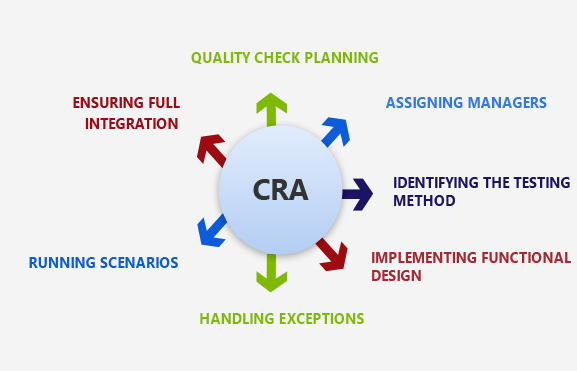 QUALITY CHECK PLANNING
ENSURING FULL
INTEGRATION
ASSIGNING MANAGERS
CRA
IDENTIFYING THE TESTING
METHOD
RUNNING SCENARIOS
IMPLEMENTING FUNCTIONAL
DESIGN
HANDLING EXCEPTIONS